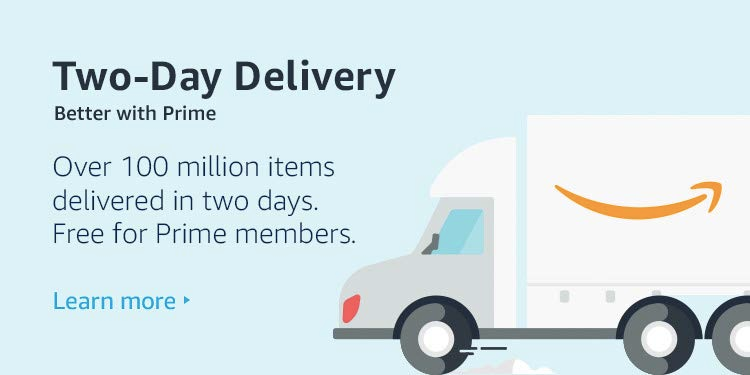 Two-Day Delivery
Better with Prime
Over 100 million items
delivered in two days.
Free for Prime members.
Learn more ▸